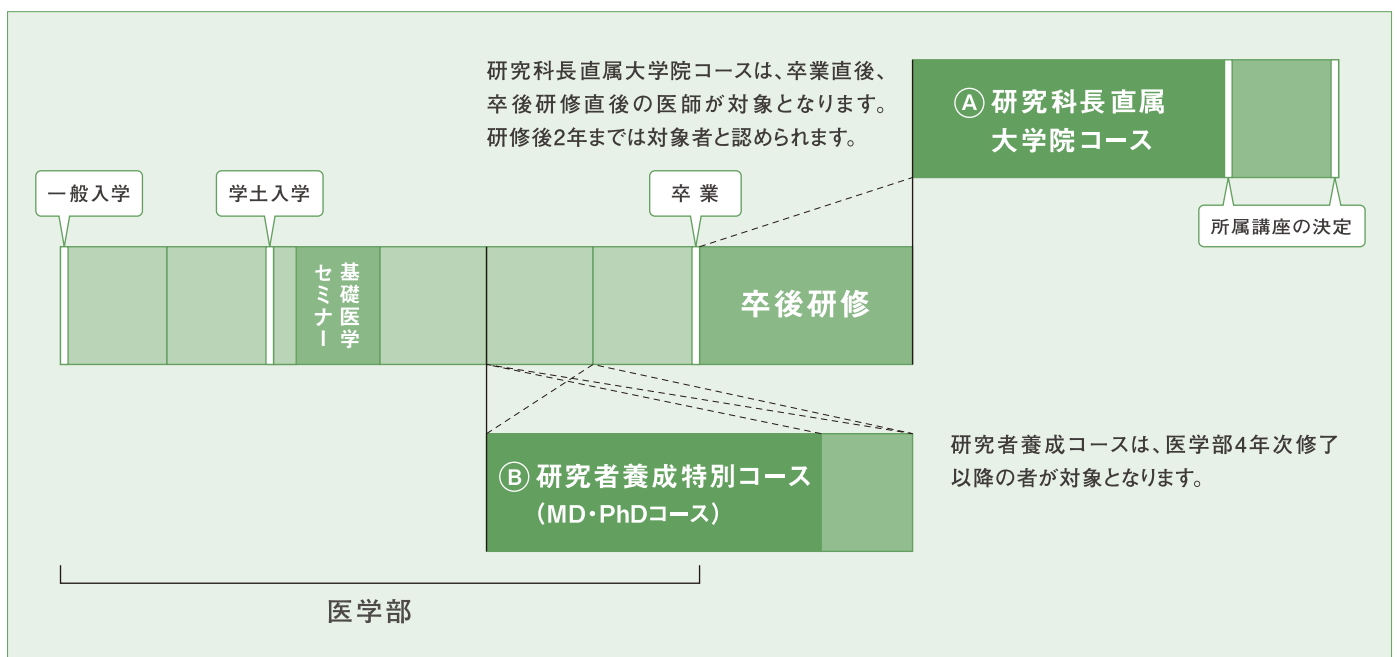 研究科長直属大学院コースは、卒業直後、
卒後研修直後の医師が対象となります。
研修後2年までは対象者と認められます。
Ⓐ 研究科長直属
大学院コース
一般入学
学士入学
卒 業
所属講座の決定
基礎医学
セミナー
卒後研修
Ⓑ 研究者養成特別コース
（MD・PhDコース）
研究者養成コースは、医学部4年次修了
以降の者が対象となります。
医学部